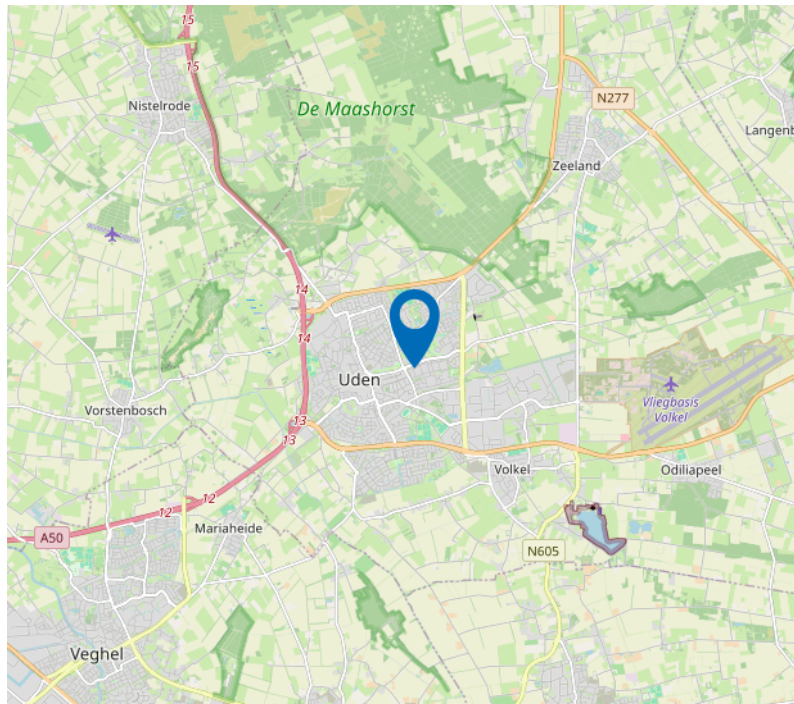 15
15
Nistelrode
De Maashorst
N277
Langenb
Zeeland
14
14
Uden
Vorstenbosch
Vliegbasis
Volkel
13
13
Volkel
Odiliapeel
12
12
Mariaheide
A50
N605
Veghel